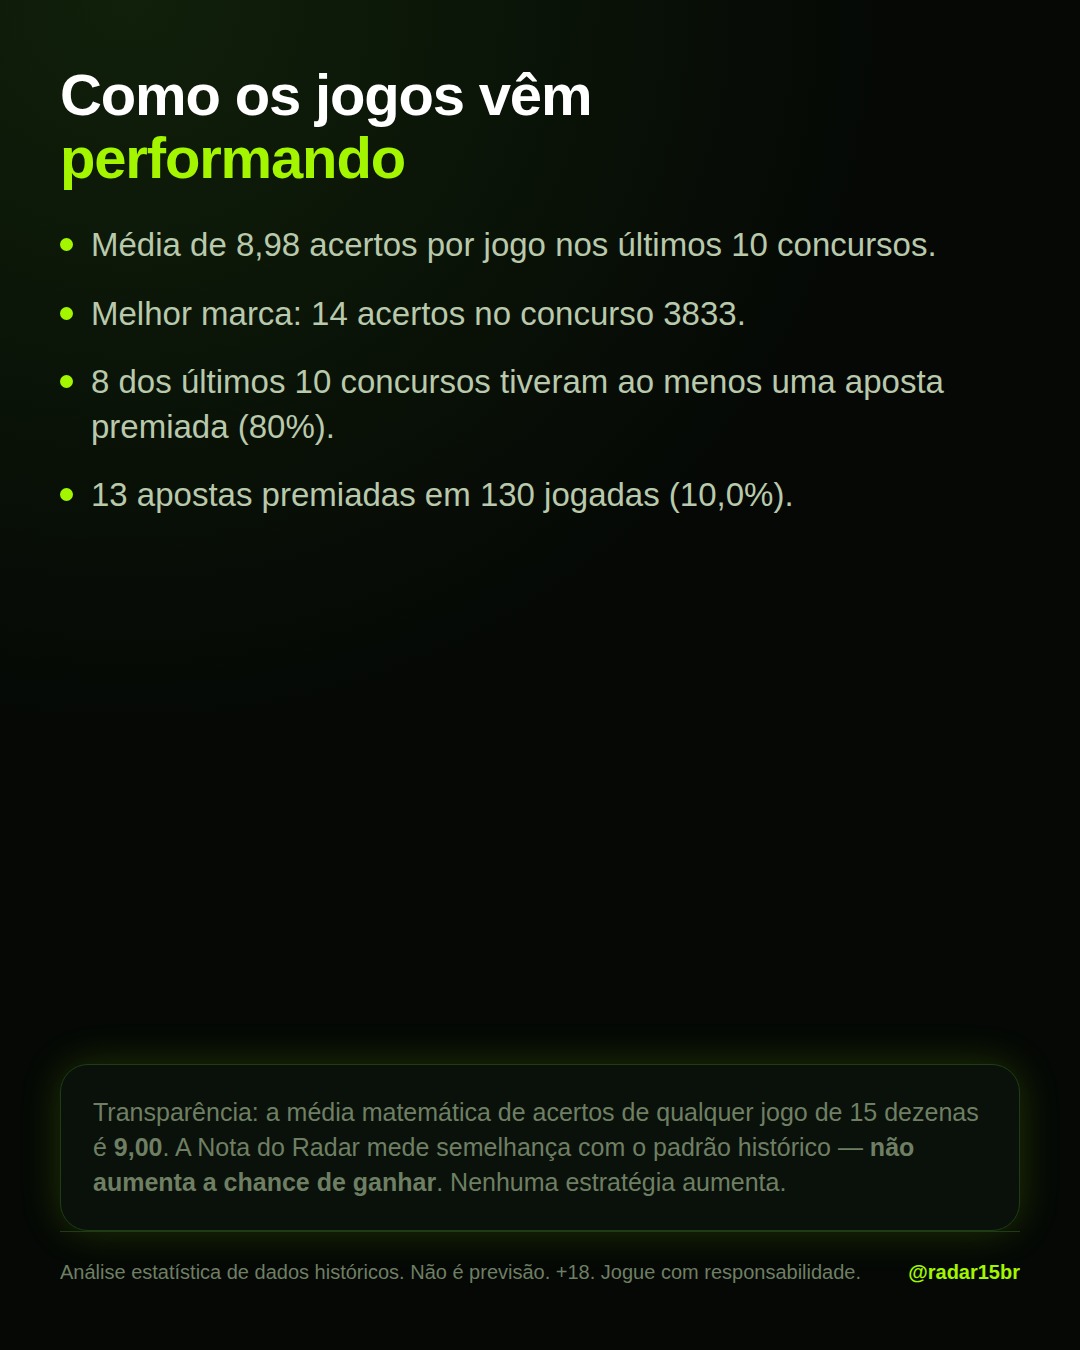 Como os jogos vêm
performando
Média de 8,98 acertos por jogo nos últimos 10 concursos.
Melhor marca: 14 acertos no concurso 3833.
8 dos últimos 10 concursos tiveram ao menos uma aposta
premiada (80%).
13 apostas premiadas em 130 jogadas (10,0%).
Transparência: a média matemática de acertos de qualquer jogo de 15 dezenas
é 9,00. A Nota do Radar mede semelhança com o padrão histórico — não
aumenta a chance de ganhar. Nenhuma estratégia aumenta.
Análise estatística de dados históricos. Não é previsão. +18. Jogue com responsabilidade. @radar15br